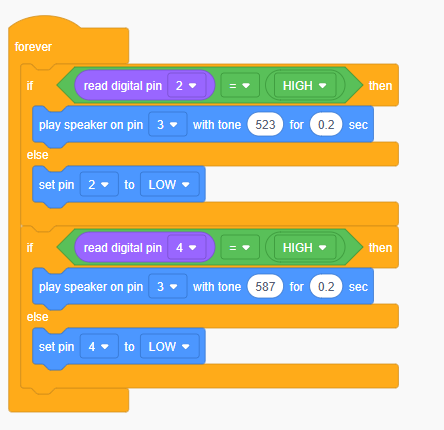 forever
if read digital pin 2 = HIGH then
play speaker on pin 3 with tone 523 for 0.2 sec
else
set pin 2 to LOW
if read digital pin 4 = HIGH then
play speaker on pin 3 with tone 587 for 0.2 sec
else
set pin 4 to LOW